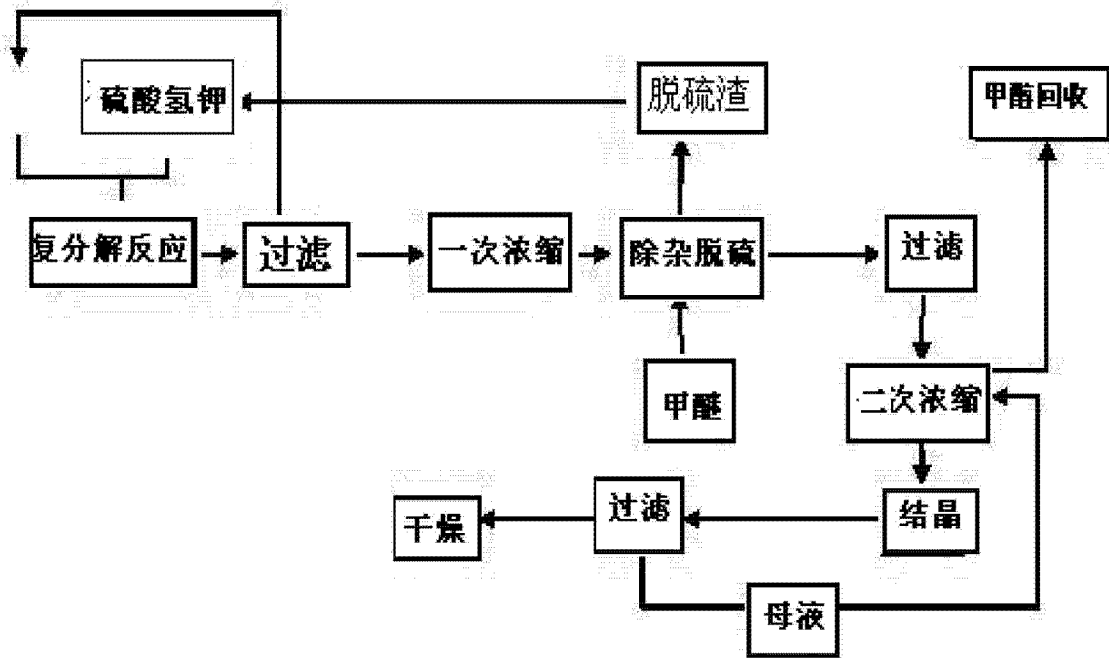 硫酸氢钾
脱硫渣
甲醇回收
复分解反应
过滤
一次浓缩
除杂脱硫
过滤
甲醇
二次浓缩
干燥
过滤
结晶
母液